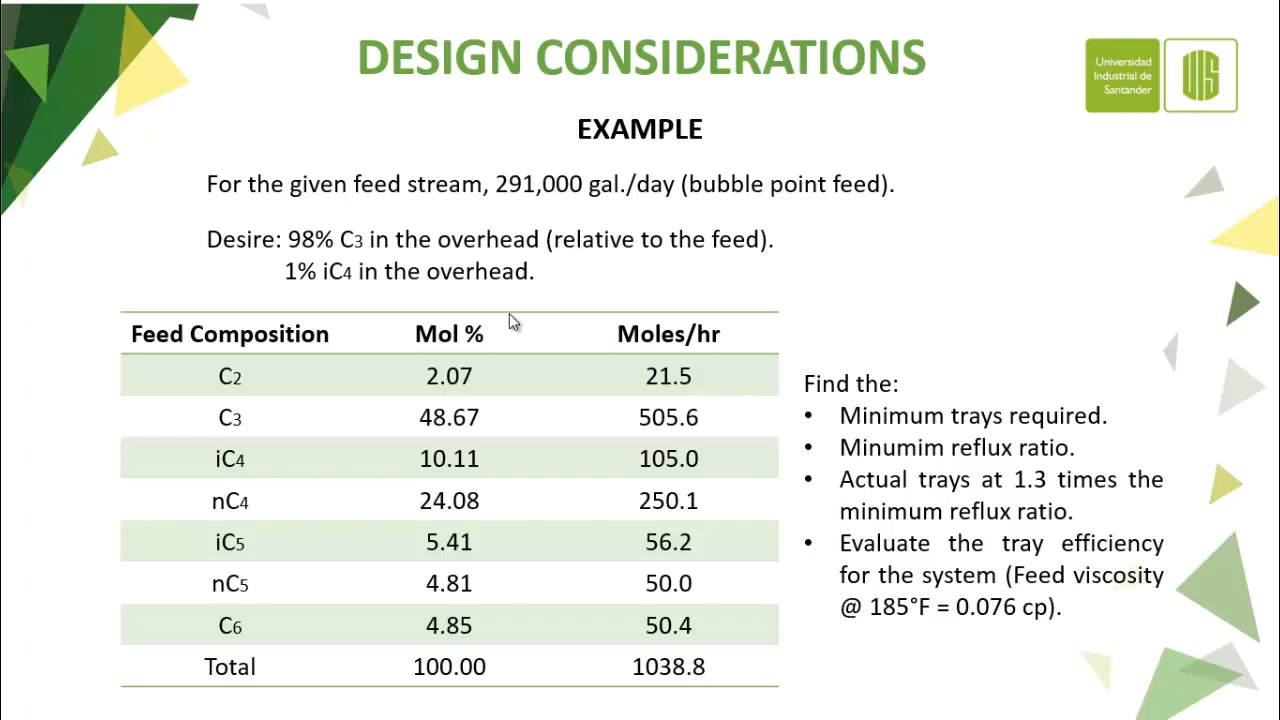 DESIGN CONSIDERATIONS
Universidad
Industrial de
Santander
UIS
EXAMPLE
For the given feed stream, 291,000 gal./day (bubble point feed).
Desire: 98% C3 in the overhead (relative to the feed).
1% iC4 in the overhead.
Feed Composition Mol % Moles/hr
C2 2.07 21.5
C3 48.67 505.6
iC4 10.11 105.0
nC4 24.08 250.1
iC5 5.41 56.2
nC5 4.81 50.0
C6 4.85 50.4
Total 100.00 1038.8
Find the:
• Minimum trays required.
• Minumim reflux ratio.
• Actual trays at 1.3 times the
minimum reflux ratio.
• Evaluate the tray efficiency
for the system (Feed viscosity
@ 185°F = 0.076 cp).